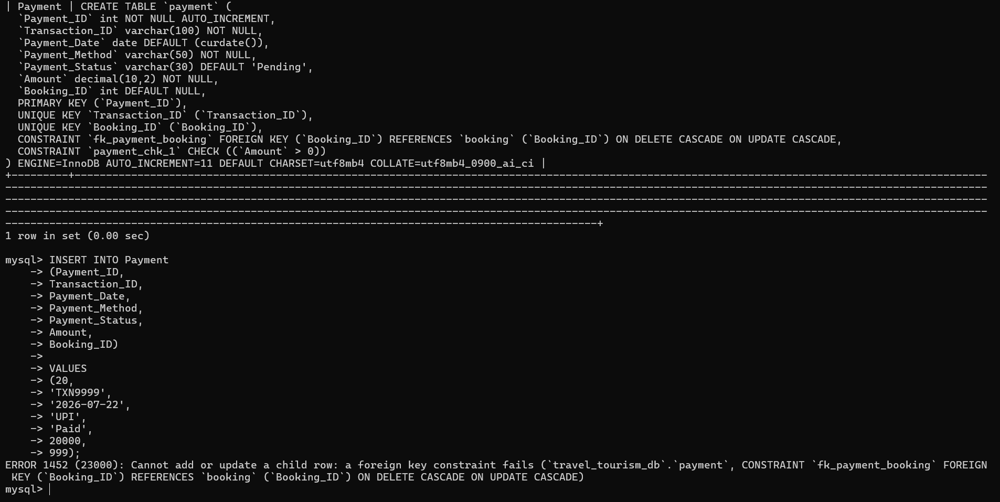 | Payment | CREATE TABLE `payment` (
  `Payment_ID` int NOT NULL AUTO_INCREMENT,
  `Transaction_ID` varchar(100) NOT NULL,
  `Payment_Date` date DEFAULT (curdate()),
  `Payment_Method` varchar(50) NOT NULL,
  `Payment_Status` varchar(30) DEFAULT 'Pending',
  `Amount` decimal(10,2) NOT NULL,
  `Booking_ID` int DEFAULT NULL,
  PRIMARY KEY (`Payment_ID`),
  UNIQUE KEY `Transaction_ID` (`Transaction_ID`),
  UNIQUE KEY `Booking_ID` (`Booking_ID`),
  CONSTRAINT `fk_payment_booking` FOREIGN KEY (`Booking_ID`) REFERENCES `booking` (`Booking_ID`) ON DELETE CASCADE ON UPDATE CASCADE,
  CONSTRAINT `payment_chk_1` CHECK ((`Amount` > 0))
) ENGINE=InnoDB AUTO_INCREMENT=11 DEFAULT CHARSET=utf8mb4 COLLATE=utf8mb4_0900_ai_ci |
1 row in set (0.00 sec)

mysql> INSERT INTO Payment
    -> (Payment_ID,
    -> Transaction_ID,
    -> Payment_Date,
    -> Payment_Method,
    -> Payment_Status,
    -> Amount,
    -> Booking_ID)
    ->
    -> VALUES
    -> (20,
    -> 'TXN9999',
    -> '2026-07-22',
    -> 'UPI',
    -> 'Paid',
    -> 20000,
    -> 999);
ERROR 1452 (23000): Cannot add or update a child row: a foreign key constraint fails (`travel_tourism_db`.`payment`, CONSTRAINT `fk_payment_booking` FOREIGN
 KEY (`Booking_ID`) REFERENCES `booking` (`Booking_ID`) ON DELETE CASCADE ON UPDATE CASCADE)
mysql>